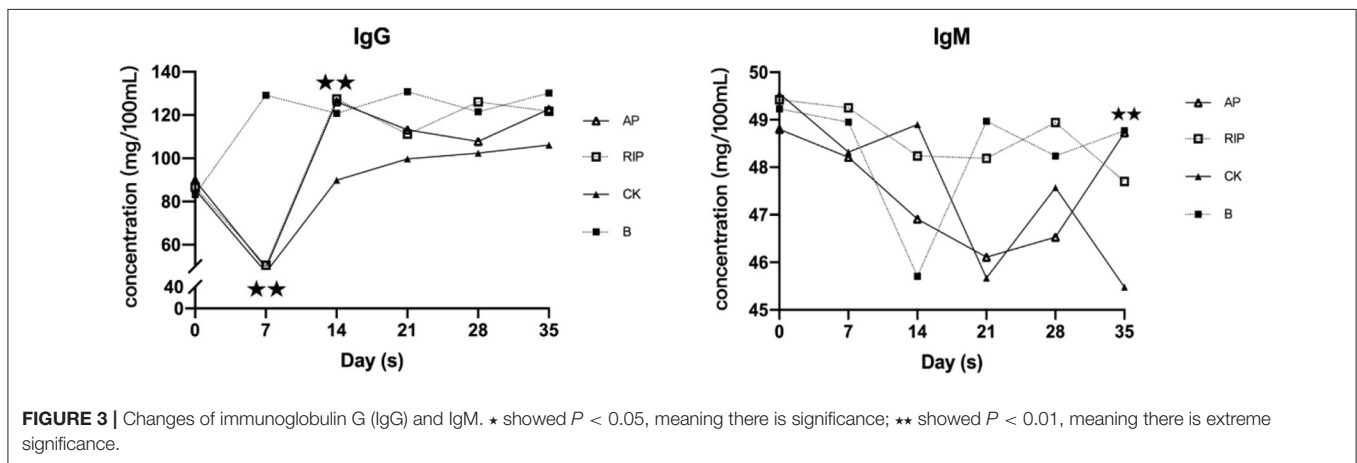 IgG
140
120
100
80
60
40
0
concentration (mg/100mL)
0 7 14 21 28 35
Day (s)
★★
★★
AP
RIP
CK
B
IgM
50
49
48
47
46
45
concentration (mg/100mL)
0 7 14 21 28 35
Day (s)
★★
AP
RIP
CK
B
FIGURE 3 | Changes of immunoglobulin G (IgG) and IgM. ★ showed P < 0.05, meaning there is significance; ★★ showed P < 0.01, meaning there is extreme
significance.